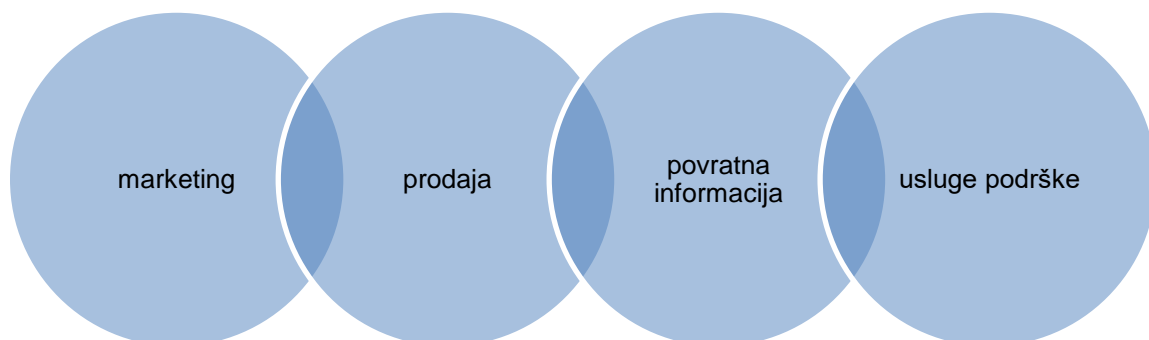 marketing
prodaja
povratna
informacija
usluge podrške